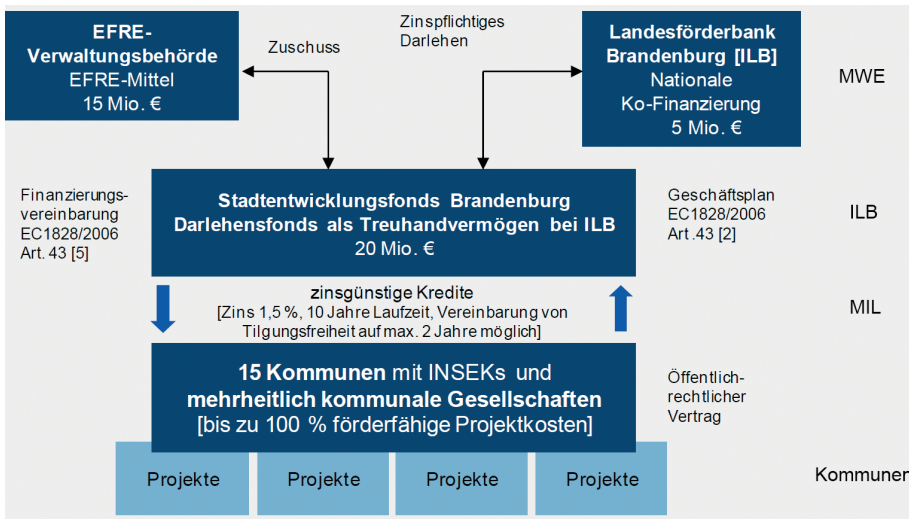 EFRE-
Verwaltungsbehörde
EFRE-Mittel
15 Mio. €
Zuschuss
Zinspflichtiges
Darlehen
Landesförderbank
Brandenburg [ILB]
Nationale
Ko-Finanzierung
5 Mio. €
MWE
Finanzierungs-
vereinbarung
EC1828/2006
Art. 43 [5]
Stadtentwicklungsfonds Brandenburg
Darlehensfonds als Treuhandvermögen bei ILB
20 Mio. €
Geschäftsplan
EC1828/2006
Art.43 [2]
ILB
zinsgünstige Kredite
[Zins 1,5 %, 10 Jahre Laufzeit, Vereinbarung von
Tilgungsfreiheit auf max. 2 Jahre möglich]
MIL
15 Kommunen mit INSEKs und
mehrheitlich kommunale Gesellschaften
[bis zu 100 % förderfähige Projektkosten]
Öffentlich-
rechtlicher
Vertrag
Projekte
Projekte
Projekte
Projekte
Kommunen